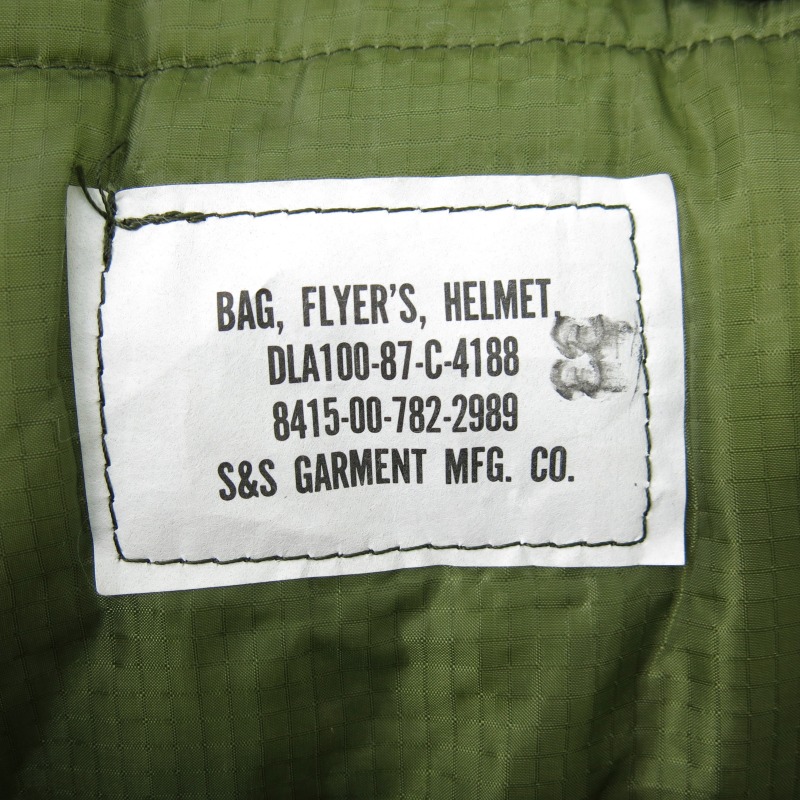 BAG, FLYER'S, HELMET.
DLA100-87-C-4188
8415-00-782-2989
S&S GARMENT MFG. CO.